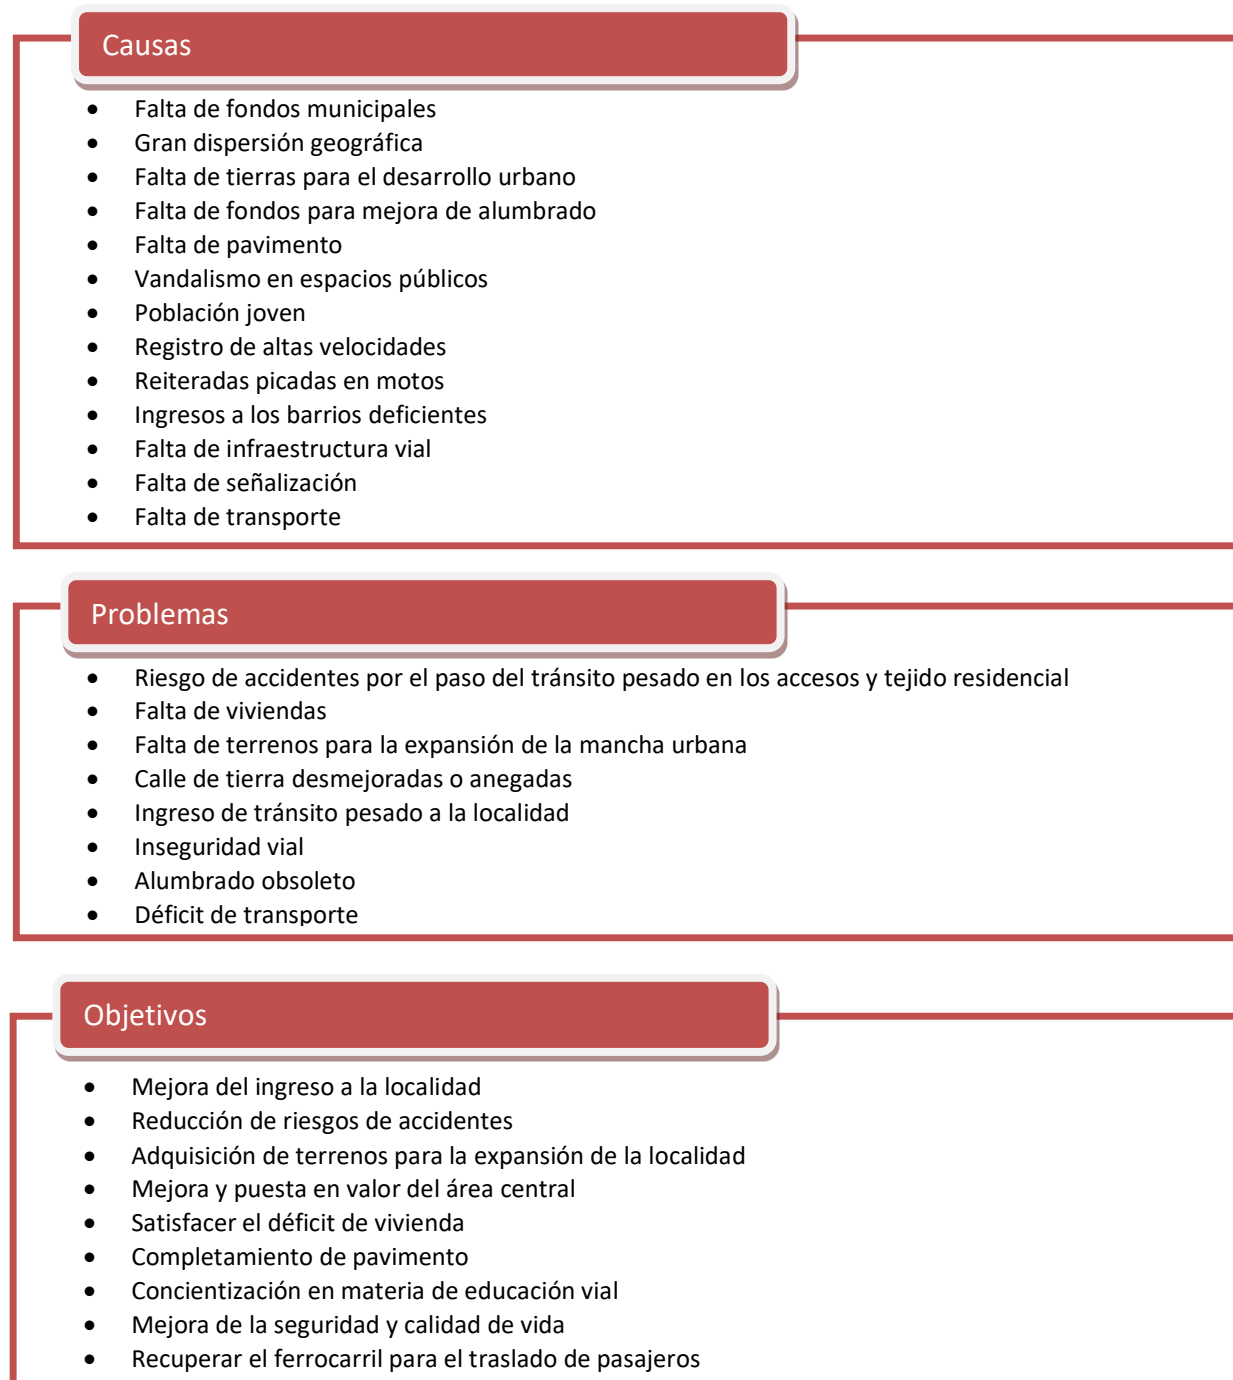 Causas
• Falta de fondos municipales
• Gran dispersión geográfica
• Falta de tierras para el desarrollo urbano
• Falta de fondos para mejora de alumbrado
• Falta de pavimento
• Vandalismo en espacios públicos
• Población joven
• Registro de altas velocidades
• Reiteradas picadas en motos
• Ingresos a los barrios deficientes
• Falta de infraestructura vial
• Falta de señalización
• Falta de transporte
Problemas
• Riesgo de accidentes por el paso del tránsito pesado en los accesos y tejido residencial
• Falta de viviendas
• Falta de terrenos para la expansión de la mancha urbana
• Calle de tierra desmejoradas o anegadas
• Ingreso de tránsito pesado a la localidad
• Inseguridad vial
• Alumbrado obsoleto
• Déficit de transporte
Objetivos
• Mejora del ingreso a la localidad
• Reducción de riesgos de accidentes
• Adquisición de terrenos para la expansión de la localidad
• Mejora y puesta en valor del área central
• Satisfacer el déficit de vivienda
• Completamiento de pavimento
• Concientización en materia de educación vial
• Mejora de la seguridad y calidad de vida
• Recuperar el ferrocarril para el traslado de pasajeros